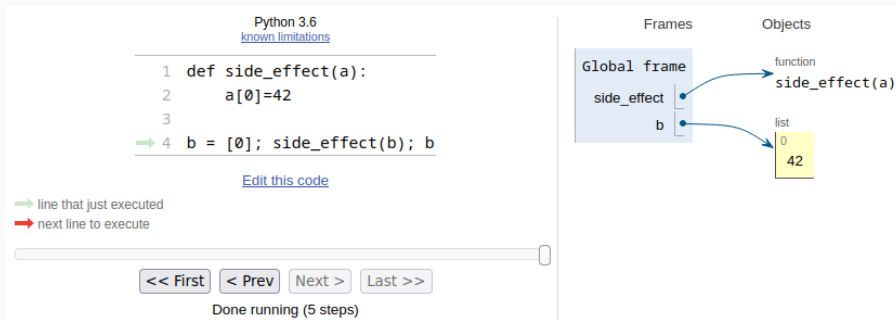 Python 3.6
known limitations
1 def side_effect(a):
2     a[0]=42
3
4 b = [0]; side_effect(b); b
Edit this code
line that just executed
next line to execute
<< First < Prev Next > Last >>
Done running (5 steps)
Frames Objects
Global frame
side_effect
b
function
side_effect(a)
list
0
42